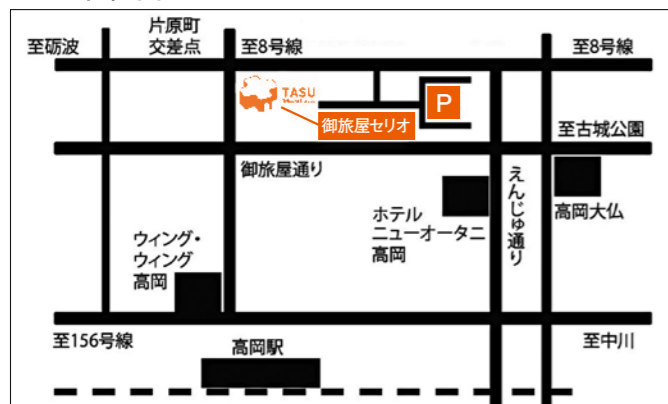 片原町
交差点
至砺波
至8号線
至8号線
TASU
P
御旅屋セリオ
至古城公園
御旅屋通り
えんじゅ通り
高岡大仏
ホテル
ニューオータニ
高岡
ウィング・
ウィング
高岡
至156号線
高岡駅
至中川